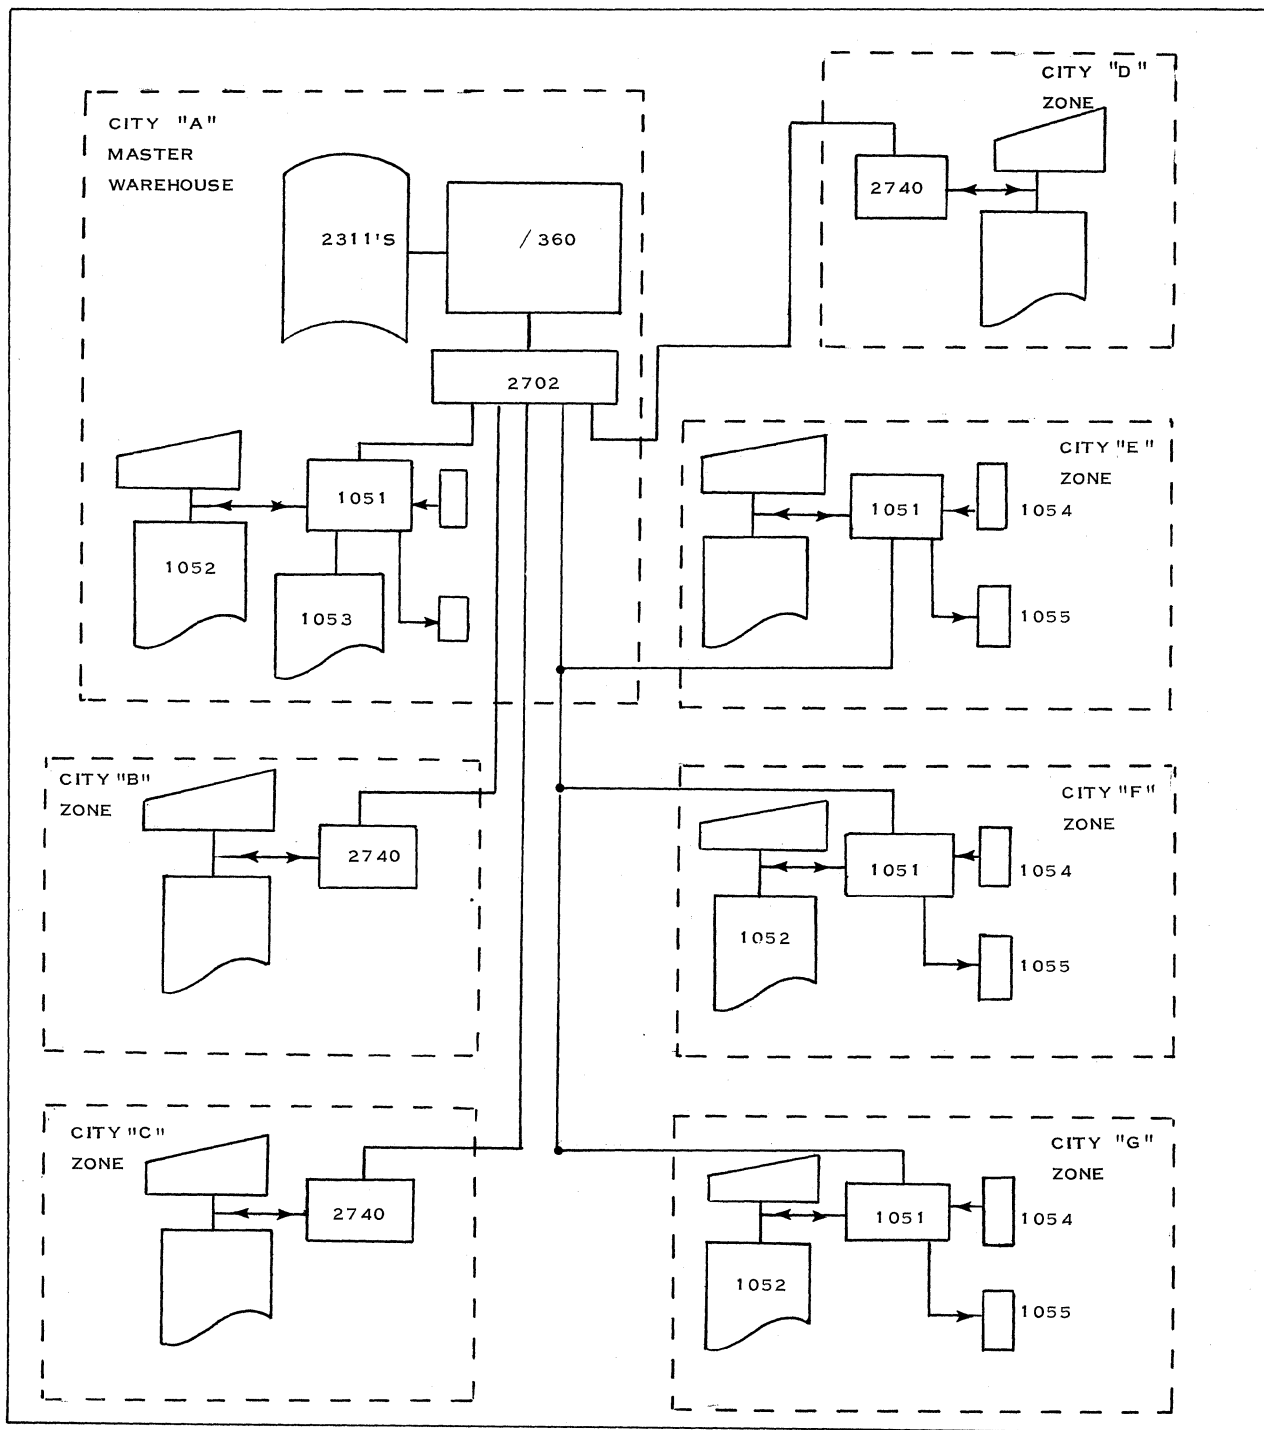 CITY "A"
MASTER
WAREHOUSE
2311'S
/360
2702
1051
1052
1053
CITY "D"
ZONE
2740
CITY "E"
ZONE
1051
1054
1055
CITY "B"
ZONE
2740
CITY "F"
ZONE
1051
1054
1052
1055
CITY "C"
ZONE
2740
CITY "G"
ZONE
1051
1054
1052
1055